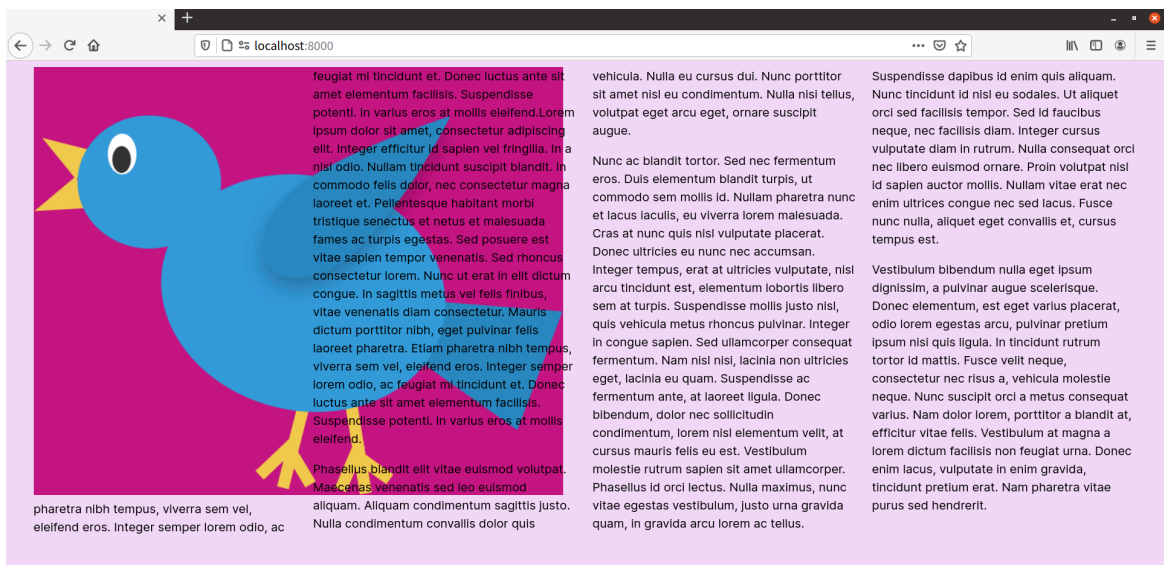 localhost:8000
pharetra nibh tempus, viverra sem vel,
eleifend eros. Integer semper lorem odio, ac
feugiat mi tincidunt et. Donec luctus ante sit
amet elementum facilisis. Suspendisse
potenti. In varius eros at mollis eleifend.Lorem
ipsum dolor sit amet, consectetur adipiscing
elit. Integer efficitur id sapien vel fringilla. In a
nisl odio. Nullam tincidunt suscipit blandit. In
commodo felis dolor, nec consectetur magna
laoreet et. Pellentesque habitant morbi
tristique senectus et netus et malesuada
fames ac turpis egestas. Sed posuere est
vitae sapien tempor venenatis. Sed rhoncus
consectetur lorem. Nunc ut erat in elit dictum
congue. In sagittis metus vel felis finibus,
vitae venenatis diam consectetur. Mauris
dictum porttitor nibh, eget pulvinar felis
laoreet pharetra. Etiam pharetra nibh tempus,
viverra sem vel, eleifend eros. Integer semper
lorem odio, ac feugiat mi tincidunt et. Donec
luctus ante sit amet elementum facilisis.
Suspendisse potenti. In varius eros at mollis
eleifend.
Phasellus blandit elit vitae euismod volutpat.
Maecenas venenatis sed leo euismod
aliquam. Aliquam condimentum sagittis justo.
Nulla condimentum convallis dolor quis
vehicula. Nulla eu cursus dui. Nunc porttitor
sit amet nisl eu condimentum. Nulla nisi tellus,
volutpat eget arcu eget, ornare suscipit
augue.
Nunc ac blandit tortor. Sed nec fermentum
eros. Duis elementum blandit turpis, ut
commodo sem mollis id. Nullam pharetra nunc
et lacus iaculis, eu viverra lorem malesuada.
Cras at nunc quis nisl vulputate placerat.
Donec ultricies eu nunc nec accumsan.
Integer tempus, erat at ultricies vulputate, nisl
arcu tincidunt est, elementum lobortis libero
sem at turpis. Suspendisse mollis justo nisl,
quis vehicula metus rhoncus pulvinar. Integer
in congue sapien. Sed ullamcorper consequat
fermentum. Nam nisl nisi, lacinia non ultricies
eget, lacinia eu quam. Suspendisse ac
fermentum ante, at laoreet ligula. Donec
bibendum, dolor nec sollicitudin
condimentum, lorem nisl elementum velit, at
cursus mauris felis eu est. Vestibulum
molestie rutrum sapien sit amet ullamcorper.
Phasellus id orci lectus. Nulla maximus, nunc
vitae egestas vestibulum, justo urna gravida
quam, in gravida arcu lorem ac tellus.
Suspendisse dapibus id enim quis aliquam.
Nunc tincidunt id nisl eu sodales. Ut aliquet
orci sed facilisis tempor. Sed id faucibus
neque, nec facilisis diam. Integer cursus
vulputate diam in rutrum. Nulla consequat orci
nec libero euismod ornare. Proin volutpat nisl
id sapien auctor mollis. Nullam vitae erat nec
enim ultrices congue nec sed lacus. Fusce
nunc nulla, aliquet eget convallis et, cursus
tempus est.
Vestibulum bibendum nulla eget ipsum
dignissim, a pulvinar augue scelerisque.
Donec elementum, est eget varius placerat,
odio lorem egestas arcu, pulvinar pretium
ipsum nisi quis ligula. In tincidunt rutrum
tortor id mattis. Fusce velit neque,
consectetur nec risus a, vehicula molestie
neque. Nunc suscipit orci a metus consequat
varius. Nam dolor lorem, porttitor a blandit at,
efficitur vitae felis. Vestibulum at magna a
lorem dictum facilisis non feugiat urna. Donec
enim lacus, vulputate in enim gravida,
tincidunt pretium erat. Nam pharetra vitae
purus sed hendrerit.